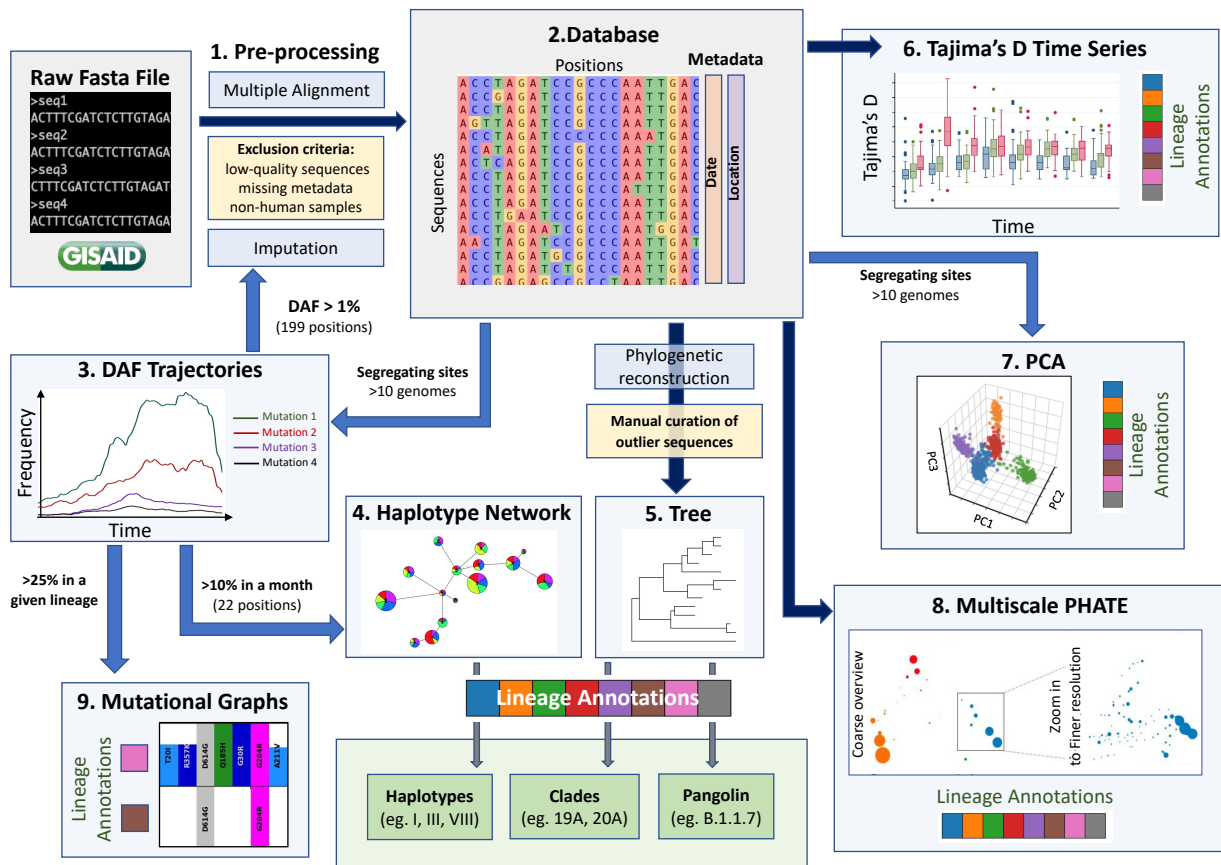 Raw Fasta File
>seq1
ACTTTCGATCTCTTGTAGA
>seq2
ACTTTCGATCTCTTGTAGA
>seq3
CTTTCGATCTCTTGTAGAT
>seq4
ACTTTCGATCTCTTGTAGA
GISAID
1. Pre-processing
Multiple Alignment
Exclusion criteria:
low-quality sequences
missing metadata
non-human samples
Imputation
DAF > 1%
(199 positions)
2.Database
Positions
Metadata
Sequences
ACCTAGATCCGCCCAATTGAC
Date
Location
6. Tajima's D Time Series
Tajima's D
Time
Lineage
Annotations
Segregating sites
>10 genomes
3. DAF Trajectories
Frequency
Time
Mutation 1
Mutation 2
Mutation 3
Mutation 4
Segregating sites
>10 genomes
Phylogenetic
reconstruction
Manual curation of
outlier sequences
7. PCA
PC3
PC1
PC2
Lineage
Annotations
>25% in a
given lineage
>10% in a month
(22 positions)
4. Haplotype Network
5. Tree
8. Multiscale PHATE
Coarse overview
Zoom in
to Finer resolution
Lineage Annotations
9. Mutational Graphs
Lineage
Annotations
T20I
R357K
D614G
Q185H
G30R
G204R
A211V
D614G
G204R
Lineage Annotations
Haplotypes
(eg. I, III, VIII)
Clades
(eg. 19A, 20A)
Pangolin
(eg. B.1.1.7)